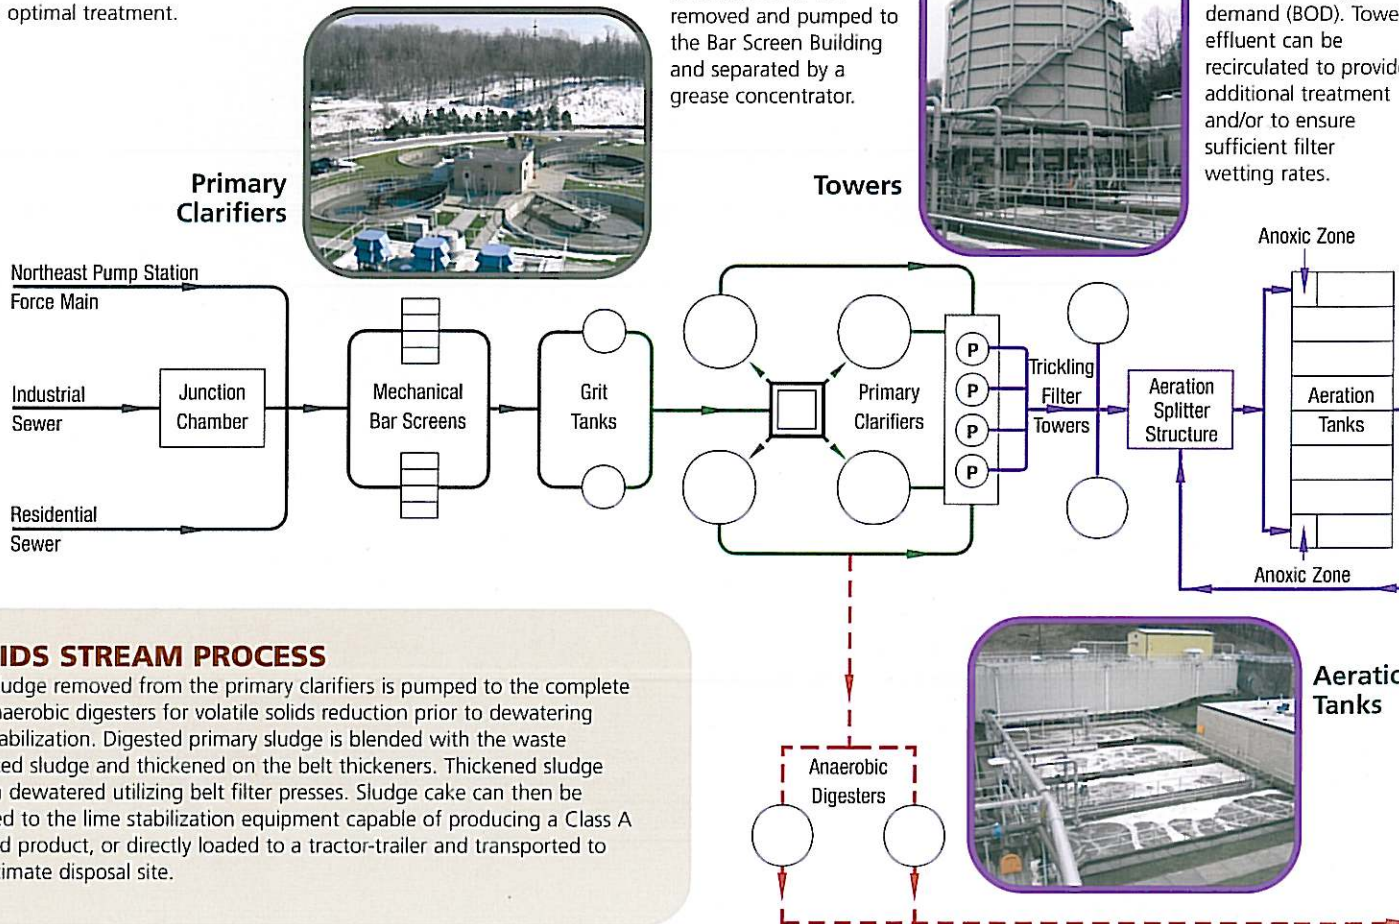 optimal treatment.
removed and pumped to
the Bar Screen Building
and separated by a
grease concentrator.
demand (BOD). Towe
effluent can be
recirculated to provide
additional treatment
and/or to ensure
sufficient filter
wetting rates.
Primary
Clarifiers
Towers
Northeast Pump Station
Force Main
Industrial
Sewer
Residential
Sewer
Junction
Chamber
Mechanical
Bar Screens
Grit
Tanks
Primary
Clarifiers
P
P
P
P
Trickling
Filter
Towers
Aeration
Splitter
Structure
Anoxic Zone
Aeration
Tanks
Anoxic Zone
IDS STREAM PROCESS
udge removed from the primary clarifiers is pumped to the complete
naerobic digesters for volatile solids reduction prior to dewatering
abilization. Digested primary sludge is blended with the waste
ed sludge and thickened on the belt thickeners. Thickened sludge
dewatered utilizing belt filter presses. Sludge cake can then be
ed to the lime stabilization equipment capable of producing a Class A
d product, or directly loaded to a tractor-trailer and transported to
timate disposal site.
Anaerobic
Digesters
Aeratio
Tanks